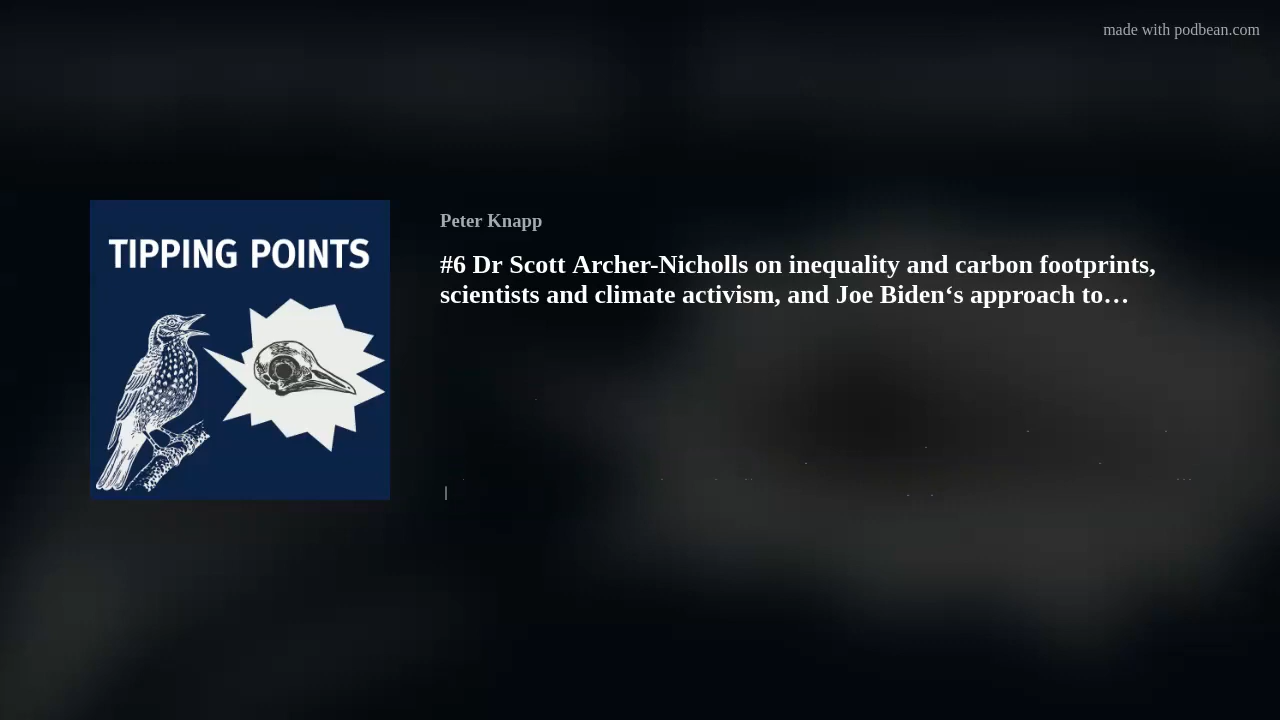 made with podbean.com
TIPPING POINTS
Peter Knapp
#6 Dr Scott Archer-Nicholls on inequality and carbon footprints,
scientists and climate activism, and Joe Biden‘s approach to…